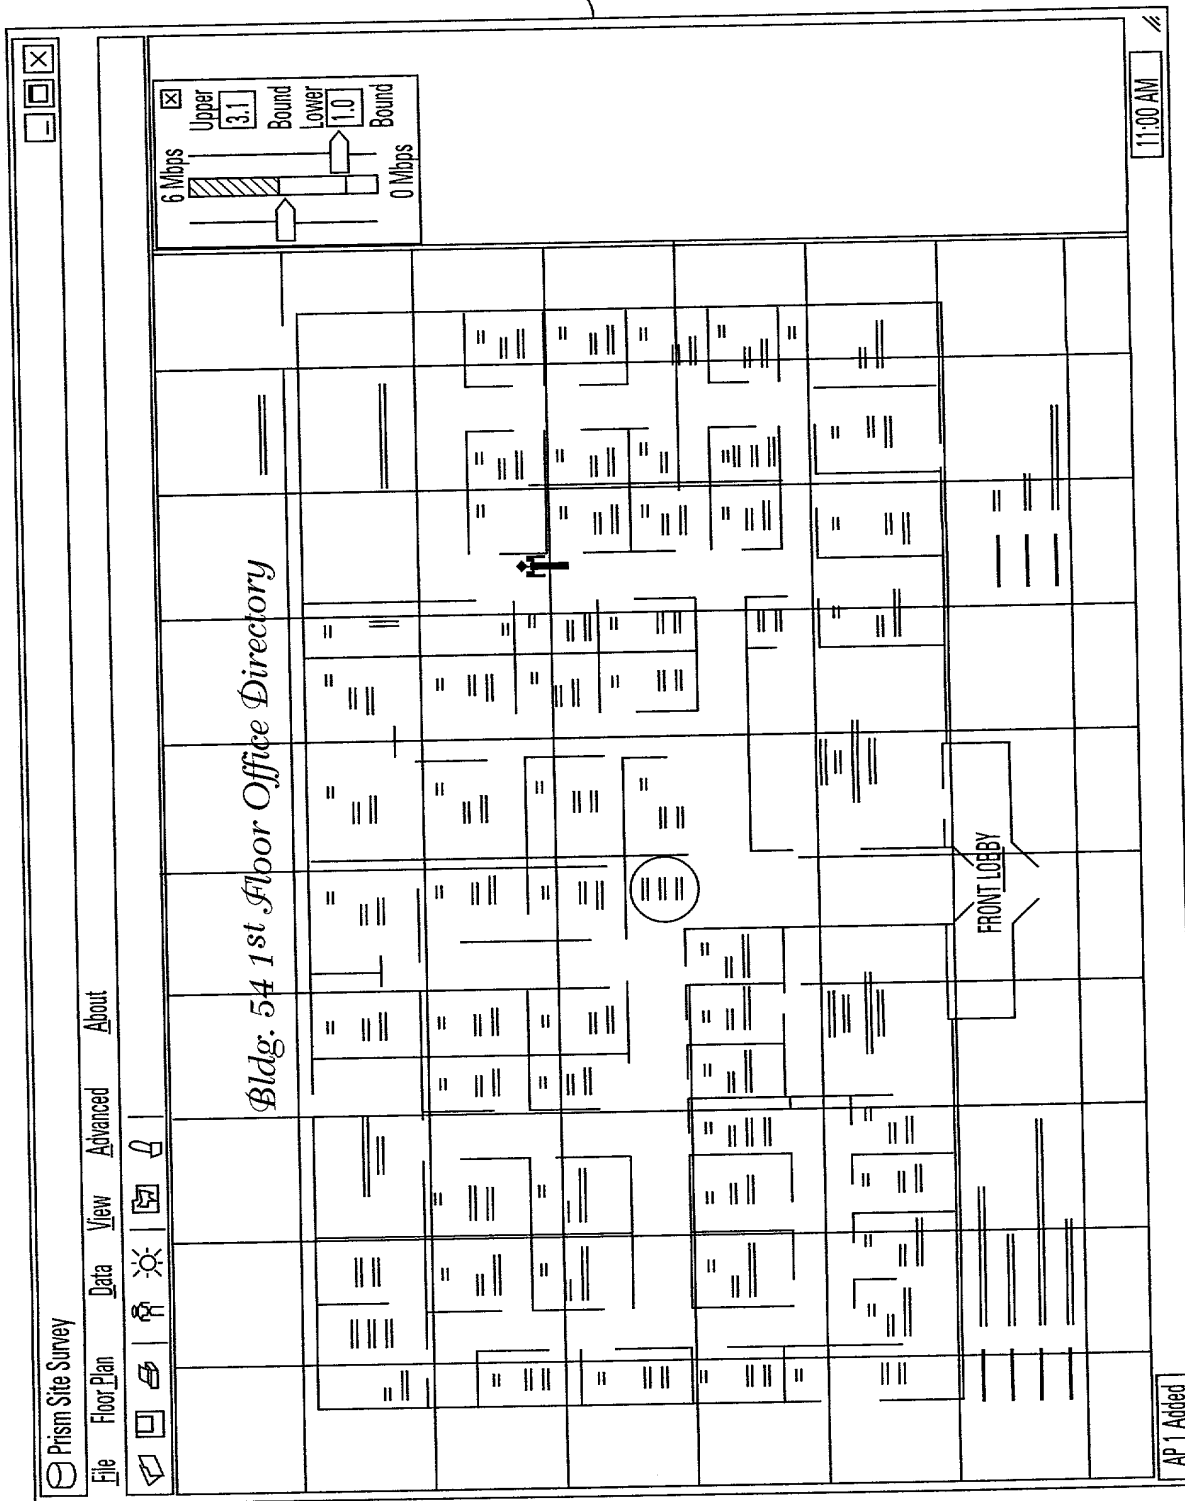 Prism Site Survey
File Floor Plan Data View Advanced About
Bldg. 54 1st Floor Office Directory
6 Mbps
Upper
3.1
Bound
Lower
1.0
Bound
0 Mbps
FRONT LOBBY
AP 1 Added
11:00 AM